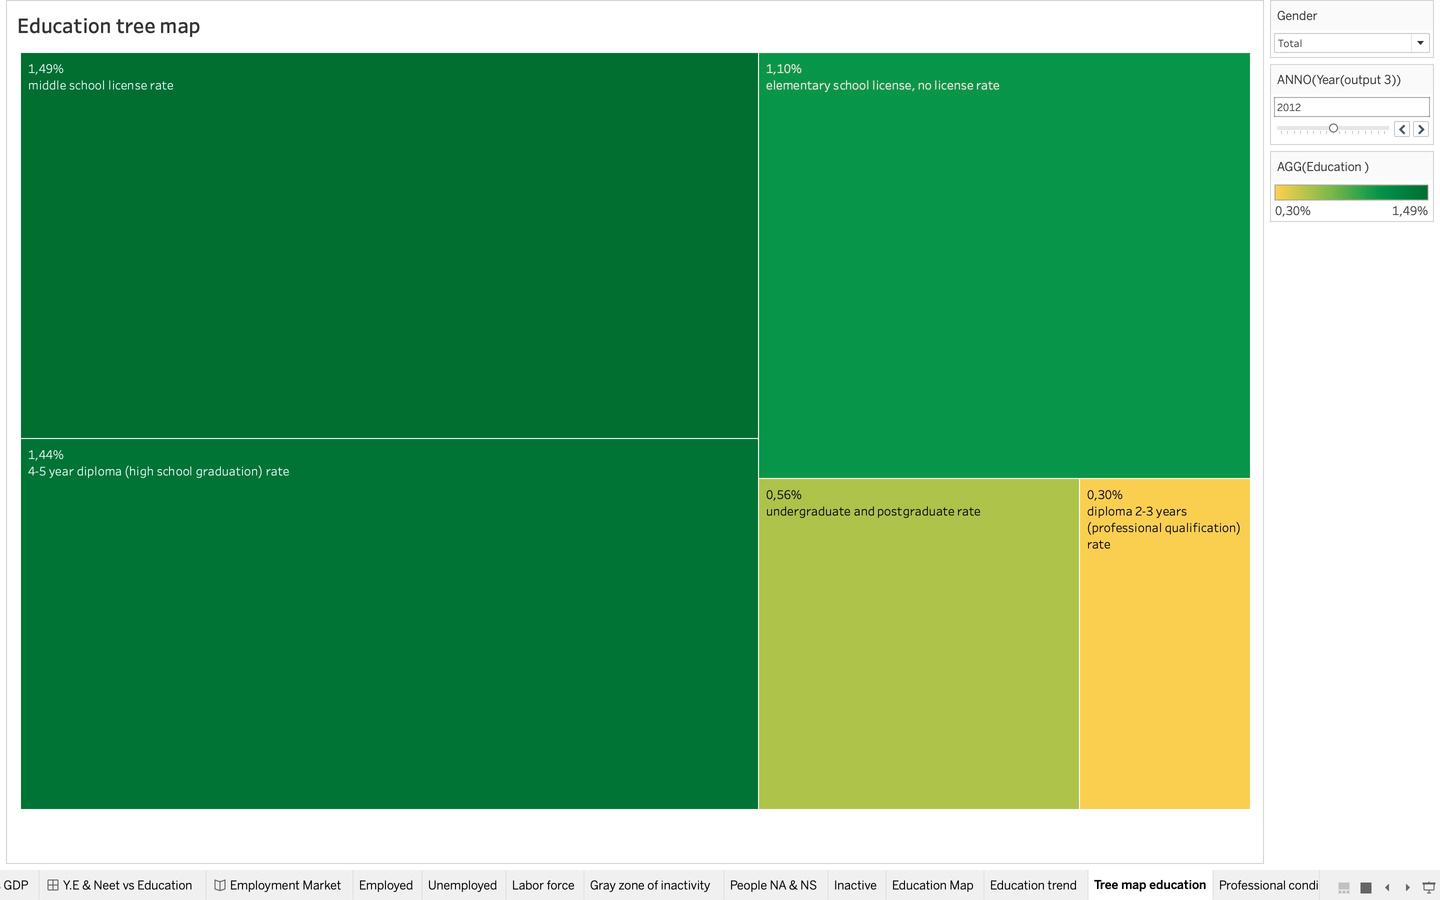 Education tree map
1,49%
middle school license rate
1,10%
elementary school license, no license rate
1,44%
4-5 year diploma (high school graduation) rate
0,56%
undergraduate and postgraduate rate
0,30%
diploma 2-3 years
(professional qualification)
rate
Gender
Total
ANNO(Year(output 3))
2012
AGG(Education )
0,30% 1,49%
GDP Y.E & Neet vs Education Employment Market Employed Unemployed Labor force Gray zone of inactivity People NA & NS Inactive Education Map Education trend Tree map education Professional condi